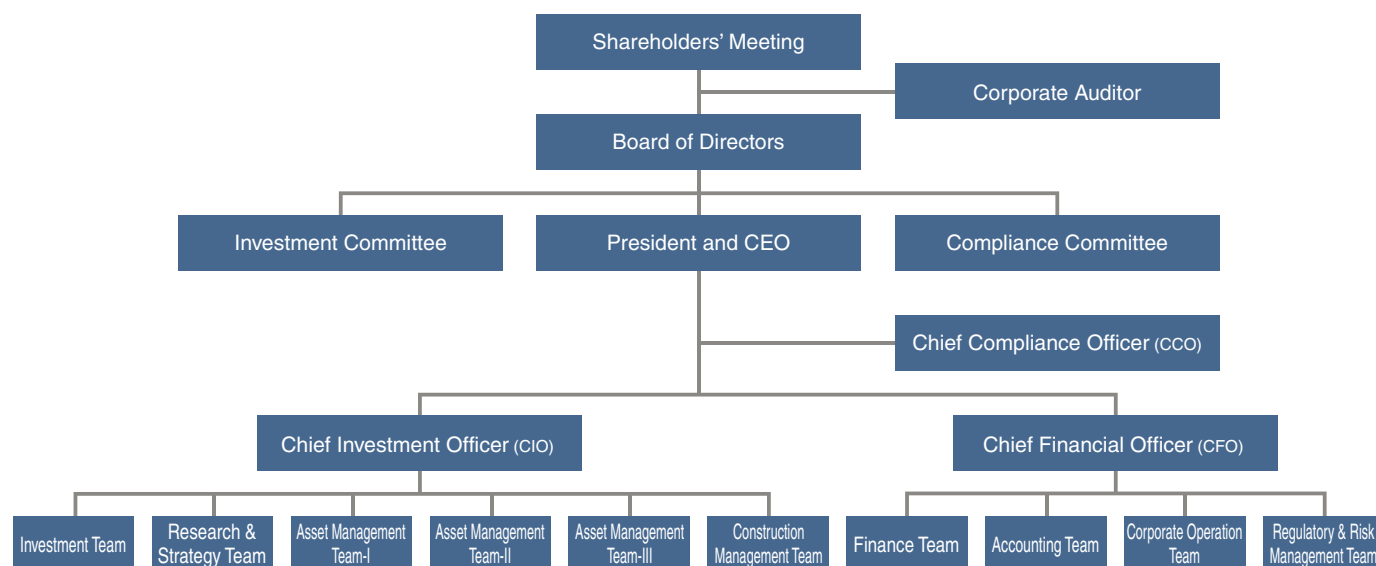 Shareholders’ Meeting
Corporate Auditor
Board of Directors
Investment Committee
President and CEO
Compliance Committee
Chief Compliance Officer (CCO)
Chief Investment Officer (CIO)
Chief Financial Officer (CFO)
Investment Team
Research &
Strategy Team
Asset Management
Team-I
Asset Management
Team-II
Asset Management
Team-III
Construction
Management Team
Finance Team
Accounting Team
Corporate Operation
Team
Regulatory & Risk
Management Team